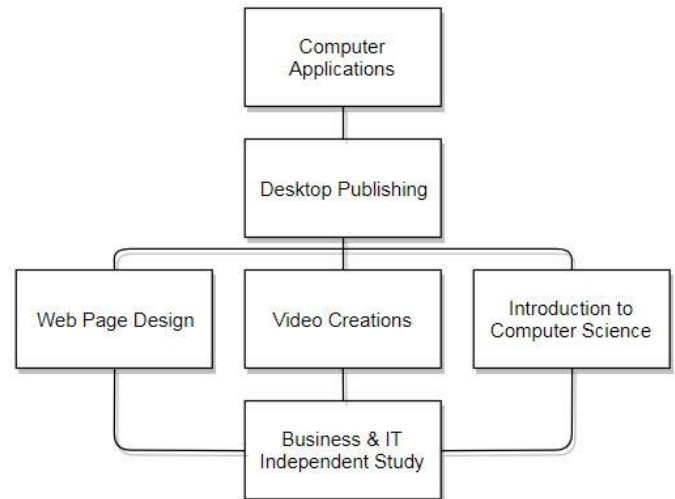 Computer
Applications
Desktop Publishing
Web Page Design
Video Creations
Introduction to
Computer Science
Business & IT
Independent Study